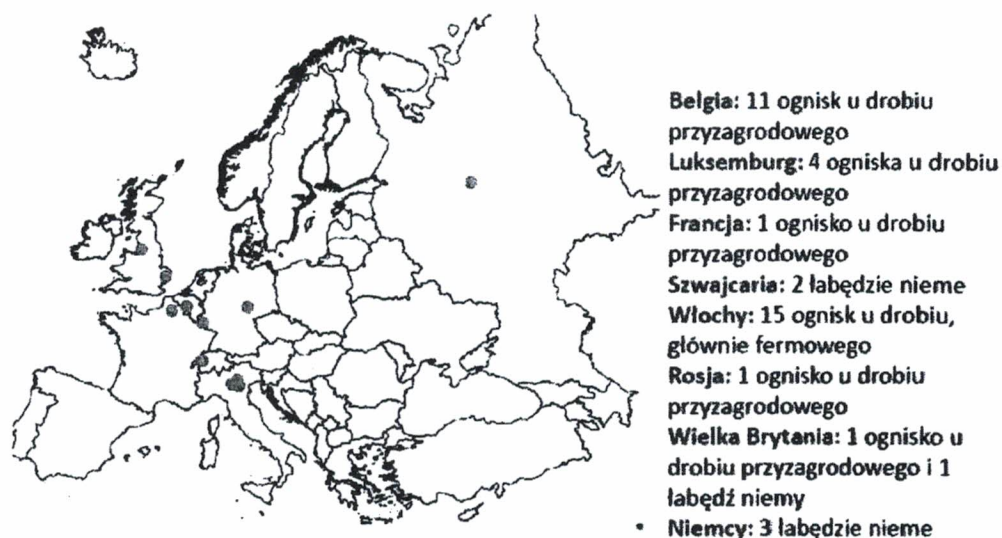 Belgia: 11 ognisk u drobiu
przyzagrodowego
Luksemburg: 4 ogniska u drobiu
przyzagrodowego
Francja: 1 ognisko u drobiu
przyzagrodowego
Szwajcaria: 2 łabędzie nieme
Włochy: 15 ognisk u drobiu,
głównie fermowego
Rosja: 1 ognisko u drobiu
przyzagrodowego
Wielka Brytania: 1 ognisko u
drobiu przyzagrodowego i 1
łabędź niemy
• Niemcy: 3 łabędzie nieme